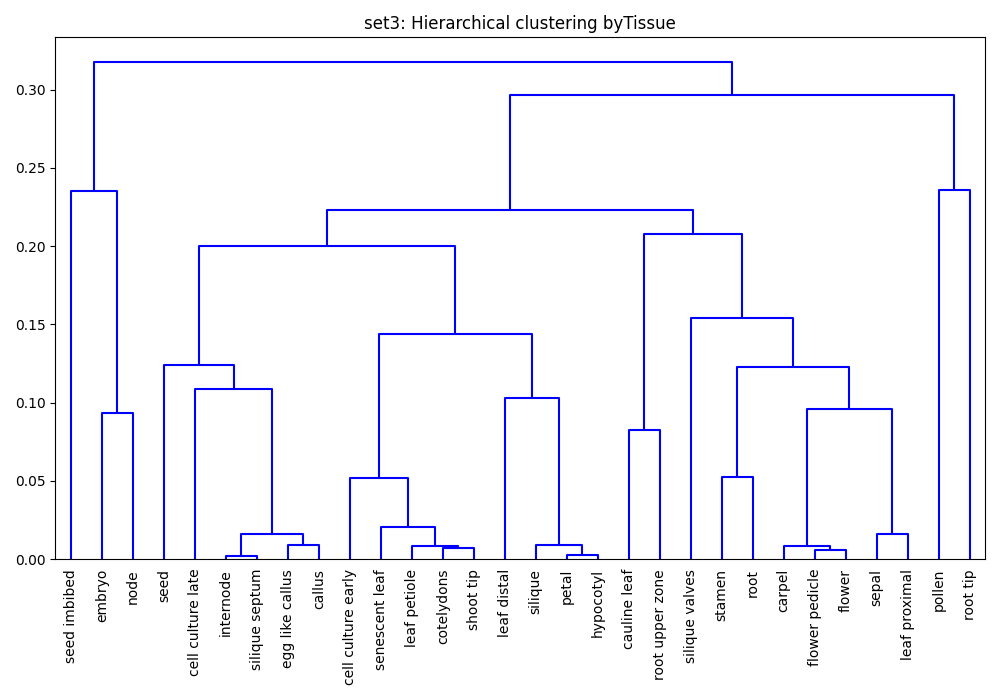 set3: Hierarchical clustering byTissue
0.30
0.25
0.20
0.15
0.10
0.05
0.00
seed imbibed
embryo
node
seed
cell culture late
internode
silique septum
egg like callus
callus
cell culture early
senescent leaf
leaf petiole
cotelydons
shoot tip
leaf distal
silique
petal
hypocotyl
cauline leaf
root upper zone
silique valves
stamen
root
carpel
flower pedicle
flower
sepal
leaf proximal
pollen
root tip